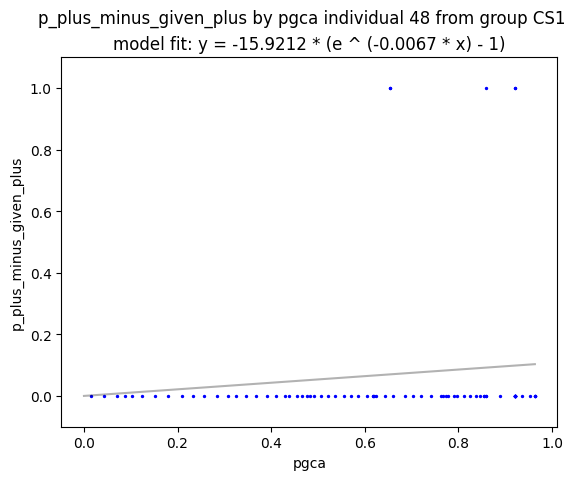 p_plus_minus_given_plus by pgca individual 48 from group CS1
model fit: y = -15.9212 * (e ^ (-0.0067 * x) - 1)
1.0
0.8
0.6
0.4
0.2
0.0
p_plus_minus_given_plus
0.0 0.2 0.4 0.6 0.8 1.0
pgca